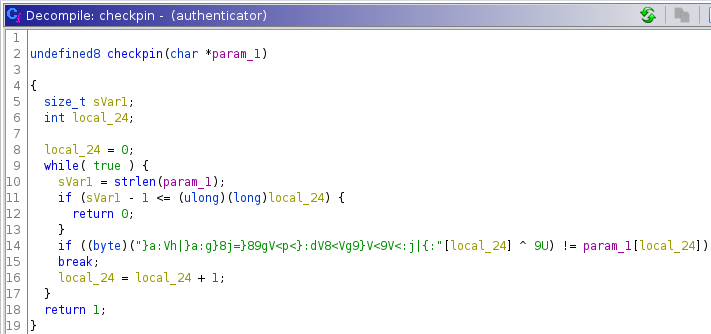 Decompile: checkpin - (authenticator)
1
2 undefined8 checkpin(char *param_1)
3
4 {
5 size_t sVar1;
6 int local_24;
7
8 local_24 = 0;
9 while( true ) {
10 sVar1 = strlen(param_1);
11 if (sVar1 - 1 <= (ulong)(long)local_24) {
12 return 0;
13 }
14 if ((byte)("}a:Vh|}a:g}8j=}89gV<p<}:dV8<Vg9}V<9V<:j|{:"[local_24] ^ 9U) != param_1[local_24])
15 break;
16 local_24 = local_24 + 1;
17 }
18 return 1;
19 }